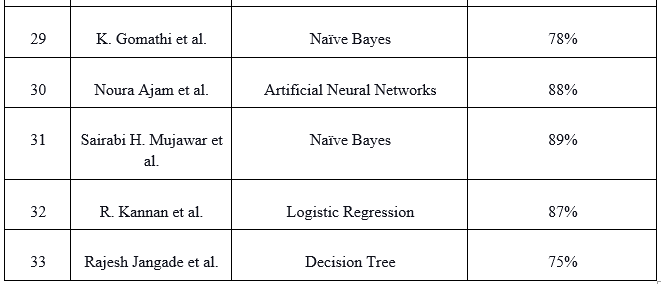 29 K. Gomathi et al. Naïve Bayes 78%
30 Noura Ajam et al. Artificial Neural Networks 88%
31 Sairabi H. Mujawar et Naïve Bayes 89%
al.
32 R. Kannan et al. Logistic Regression 87%
33 Rajesh Jangade et al. Decision Tree 75%